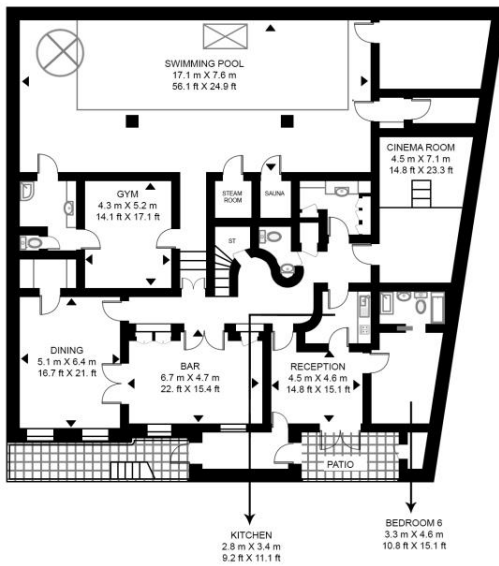 SWIMMING POOL
17.1 m X 7.6 m
56.1 ft X 24.9 ft
CINEMA ROOM
4.5 m X 7.1 m
14.8 ft X 23.3 ft
GYM
4.3 m X 5.2 m
14.1 ft X 17.1 ft
STEAM
ROOM
SAUNA
ST
DINING
5.1 m X 6.4 m
16.7 ft X 21. ft
BAR
6.7 m X 4.7 m
22. ft X 15.4 ft
RECEPTION
4.5 m X 4.6 m
14.8 ft X 15.1 ft
PATIO
KITCHEN
2.8 m X 3.4 m
9.2 ft X 11.1 ft
BEDROOM 6
3.3 m X 4.6 m
10.8 ft X 15.1 ft